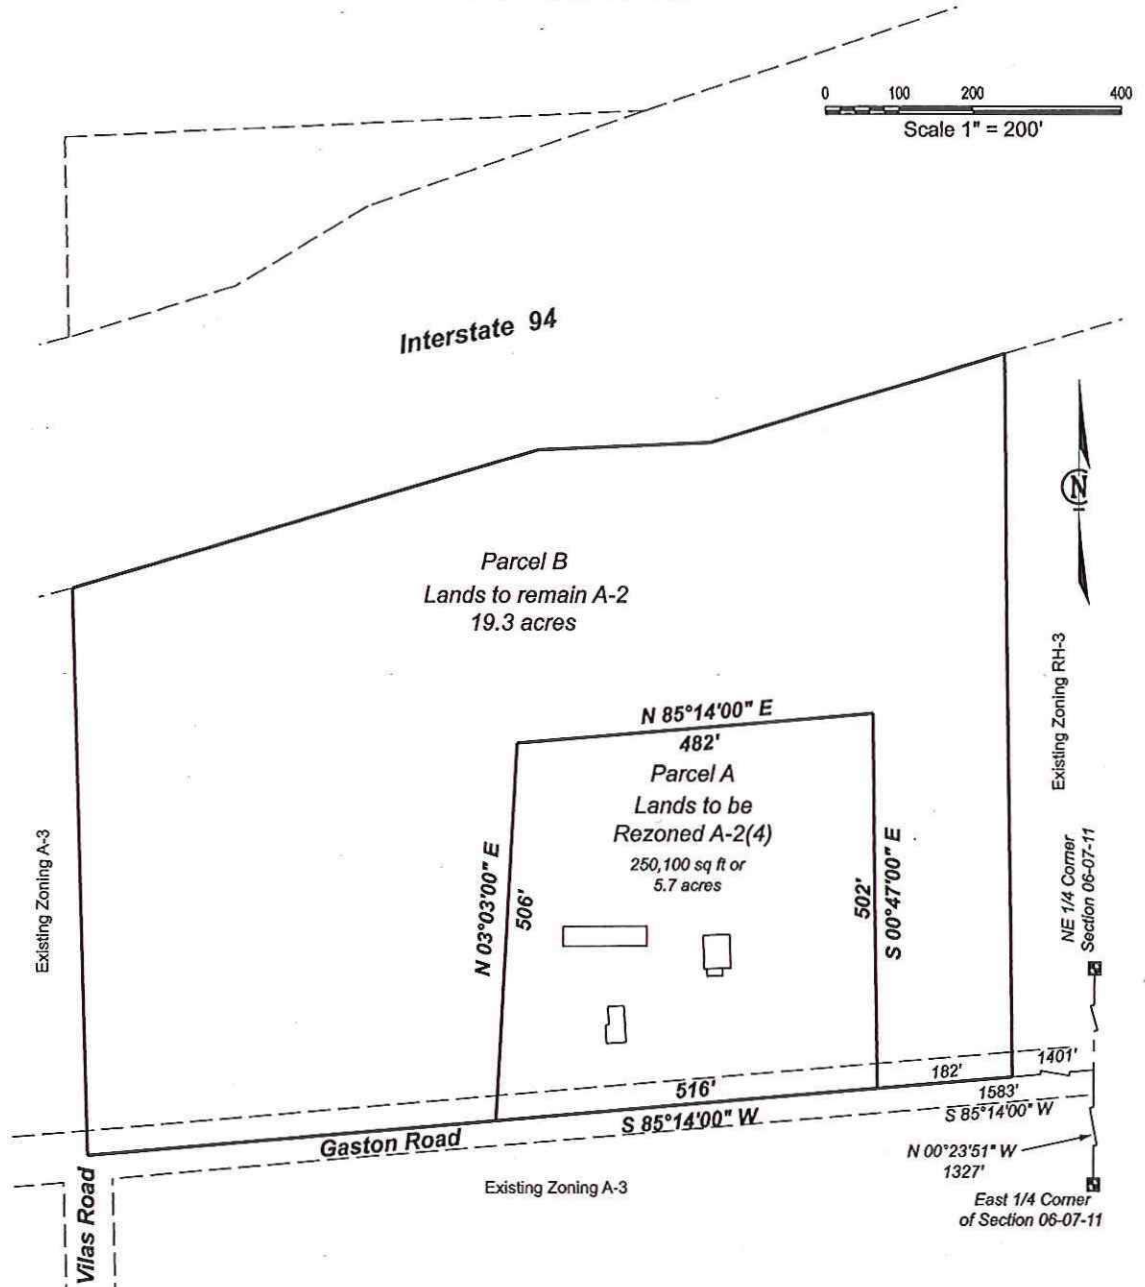 0 100 200 400
Scale 1" = 200'
Interstate 94
N
Parcel B
Lands to remain A-2
19.3 acres
Existing Zoning RH-3
N 85°14'00" E
482'
Parcel A
Lands to be
Rezoned A-2(4)
250,100 sq ft or
5.7 acres
N 03°03'00" E
506'
502'
S 00°47'00" E
Existing Zoning A-3
NE 1/4 Corner
Section 06-07-11
1401'
182'
516'
1583'
S 85°14'00" W
S 85°14'00" W
Gaston Road
N 00°23'51" W
1327'
Vilas Road
Existing Zoning A-3
East 1/4 Corner
of Section 06-07-11